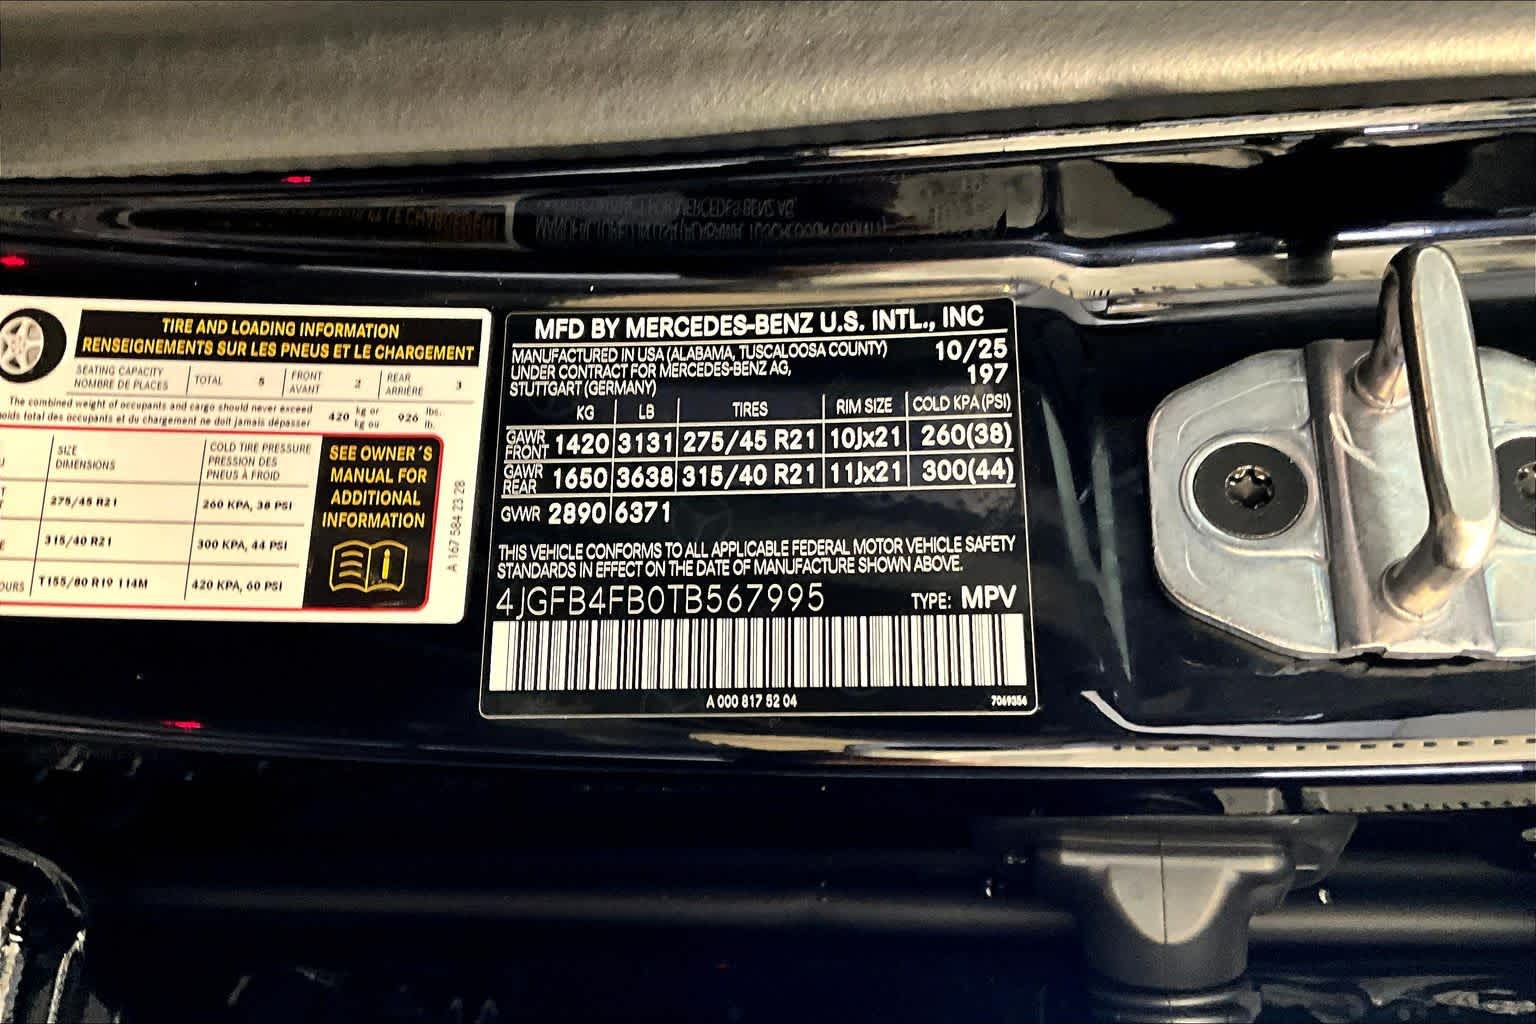 TIRE AND LOADING INFORMATION
RENSEIGNEMENTS SUR LES PNEUS ET LE CHARGEMENT
SEATING CAPACITY
NOMBRE DE PLACES
TOTAL 5
FRONT
AVANT
2
REAR
ARRIÈRE
3
The combined weight of occupants and cargo should never exceed
total des occupants et du chargement ne doit jamais dépasser
420 kg or
kg ou
926 lbs.
lb.
SIZE
DIMENSIONS
COLD TIRE PRESSURE
PRESSION DES
PNEUS À FROID
275/45 R21 260 KPA, 38 PSI
315/40 R21 300 KPA, 44 PSI
T155/80 R19 114M 420 KPA, 60 PSI
SEE OWNER´S
MANUAL FOR
ADDITIONAL
INFORMATION
A 167 584 23 28
MFD BY MERCEDES-BENZ U.S. INTL., INC
MANUFACTURED IN USA (ALABAMA, TUSCALOOSA COUNTY)
UNDER CONTRACT FOR MERCEDES-BENZ AG,
STUTTGART (GERMANY)
10/25
197
KG LB TIRES RIM SIZE COLD KPA (PSI)
GAWR
FRONT
1420 3131 275/45 R21 10Jx21 260(38)
GAWR
REAR
1650 3638 315/40 R21 11Jx21 300(44)
GVWR 2890 6371
THIS VEHICLE CONFORMS TO ALL APPLICABLE FEDERAL MOTOR VEHICLE SAFETY
STANDARDS IN EFFECT ON THE DATE OF MANUFACTURE SHOWN ABOVE.
4JGFB4FB0TB567995 TYPE: MPV
A 000 817 52 04
7069354